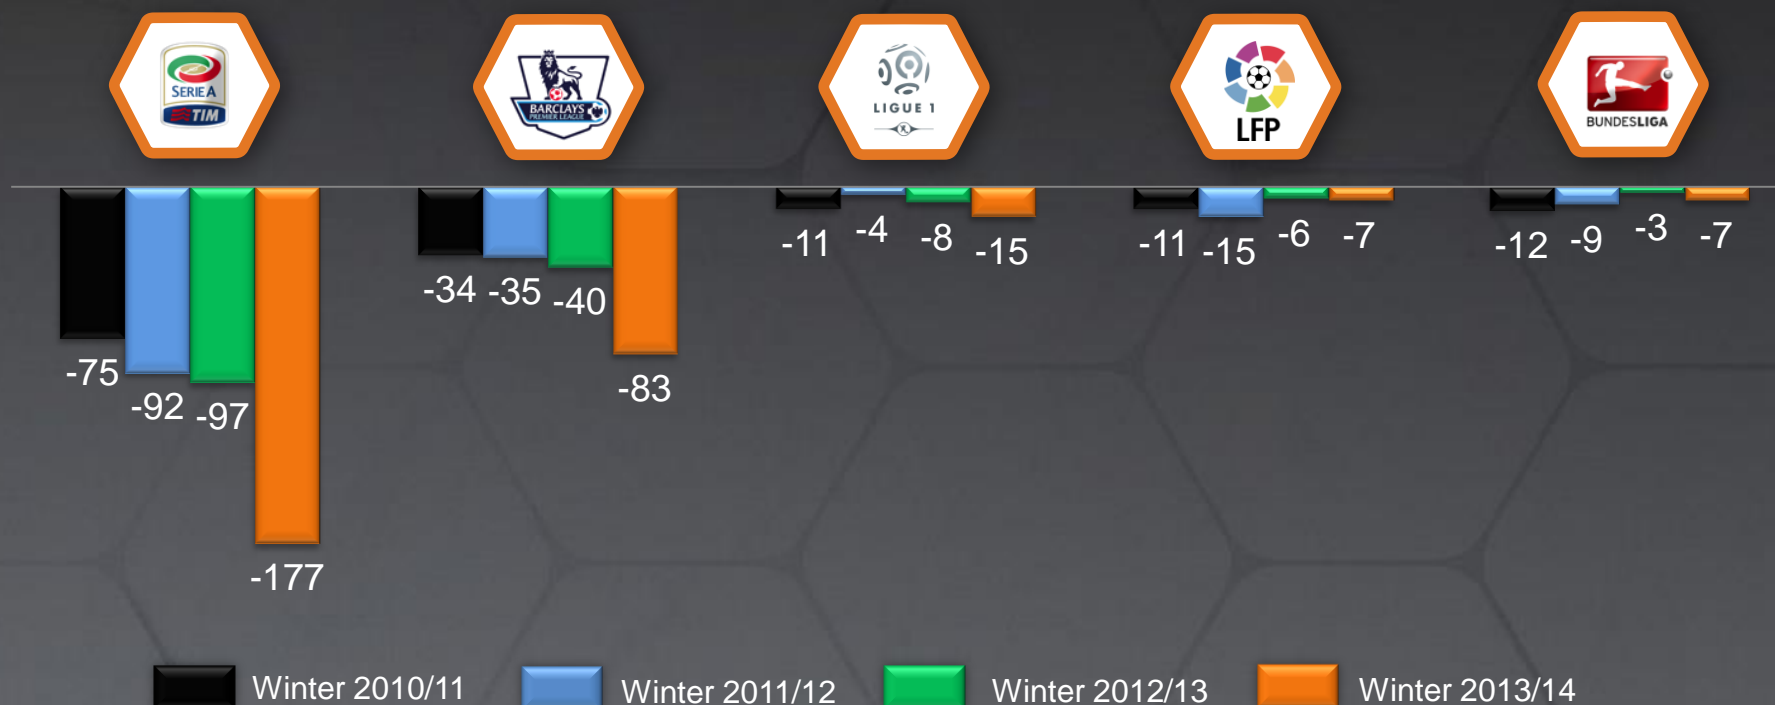 SERIE A
TIM
BARCLAYS
PREMIER LEAGUE
LIGUE 1
LFP
BUNDESLIGA
-75
-92
-97
-177
-34
-35
-40
-83
-11
-4
-8
-15
-11
-15
-6
-7
-12
-9
-3
-7
Winter 2010/11
Winter 2011/12
Winter 2012/13
Winter 2013/14